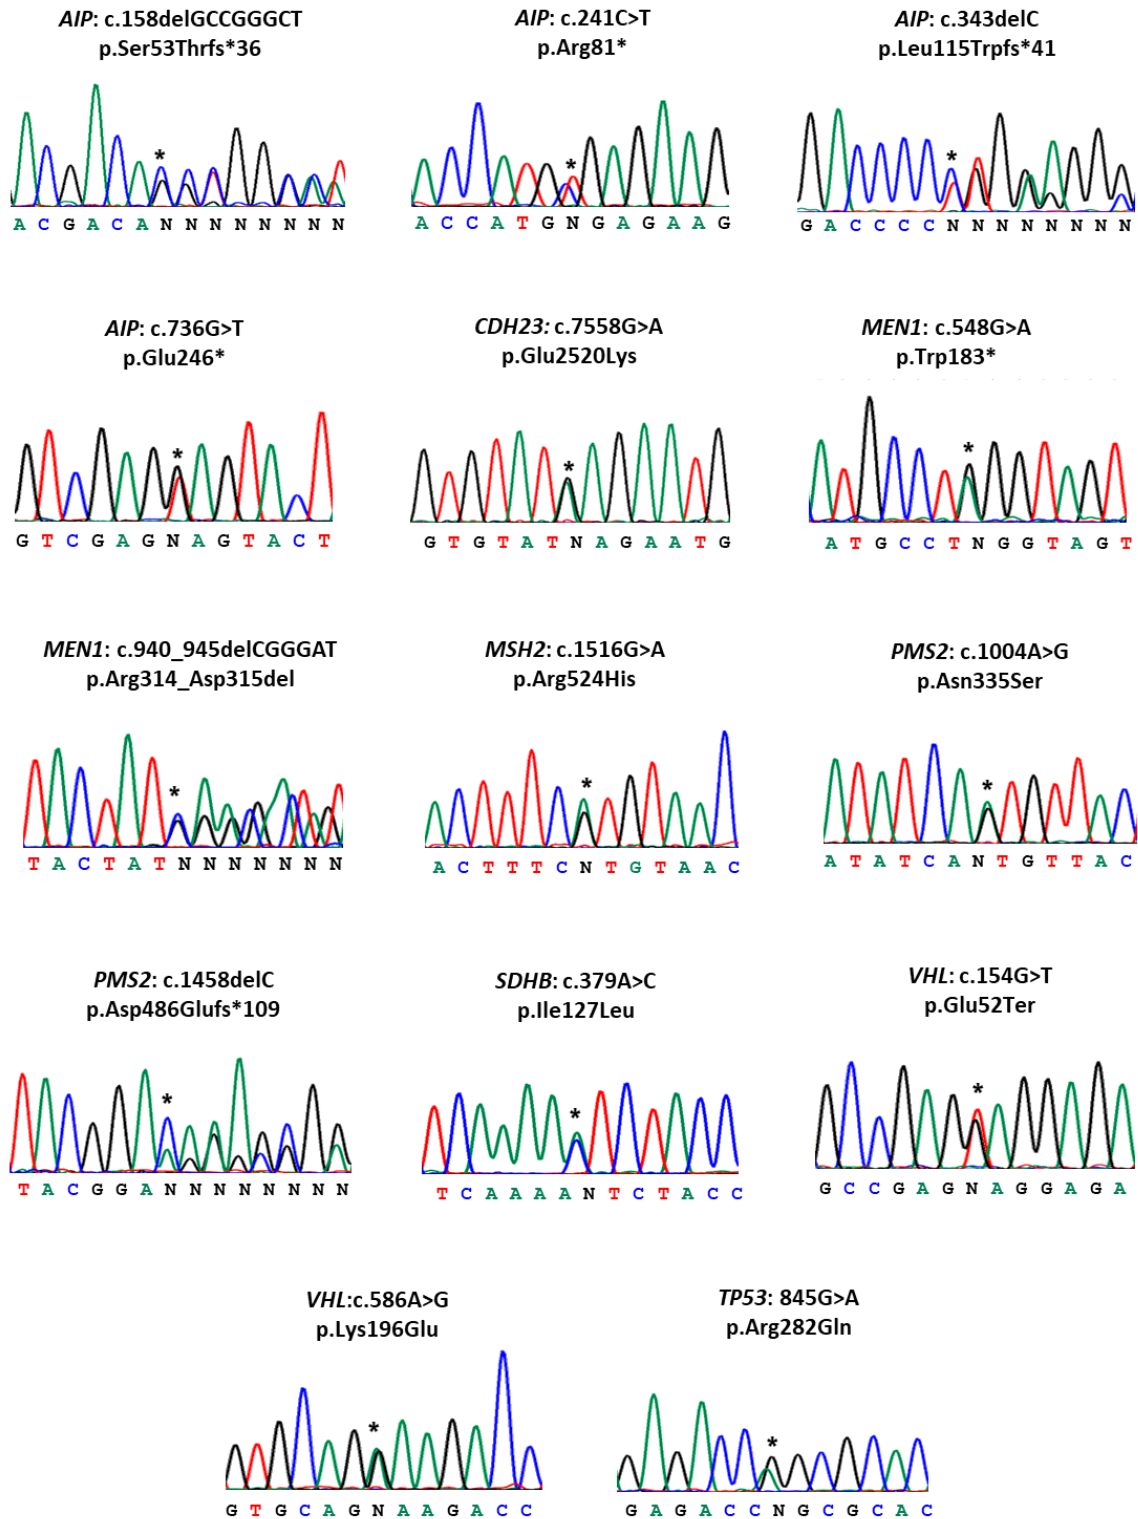 AIP: c.158delGCCGGGCT
p.Ser53Thrfs*36
*
A C G A C A N N N N N N N N
AIP: c.241C>T
p.Arg81*
*
A C C A T G N G A G A A G
AIP: c.343delC
p.Leu115Trpfs*41
*
G A C C C C N N N N N N N N
AIP: c.736G>T
p.Glu246*
*
G T C G A G N A G T A C T
CDH23: c.7558G>A
p.Glu2520Lys
*
G T G T A T N A G A A T G
MEN1: c.548G>A
p.Trp183*
*
A T G C C T N G G T A G T
MEN1: c.940_945delCGGGAT
p.Arg314_Asp315del
*
T A C T A T N N N N N N N
MSH2: c.1516G>A
p.Arg524His
*
A C T T T C N T G T A A C
PMS2: c.1004A>G
p.Asn335Ser
*
A T A T C A N T G T T A C
PMS2: c.1458delC
p.Asp486Glufs*109
*
T A C G G A N N N N N N N N
SDHB: c.379A>C
p.Ile127Leu
*
T C A A A A N T C T A C C
VHL: c.154G>T
p.Glu52Ter
*
G C C G A G N A G G A G A
VHL:c.586A>G
p.Lys196Glu
*
G T G C A G N A A G A C C
TP53: 845G>A
p.Arg282Gln
*
G A G A C C N G C G C A C